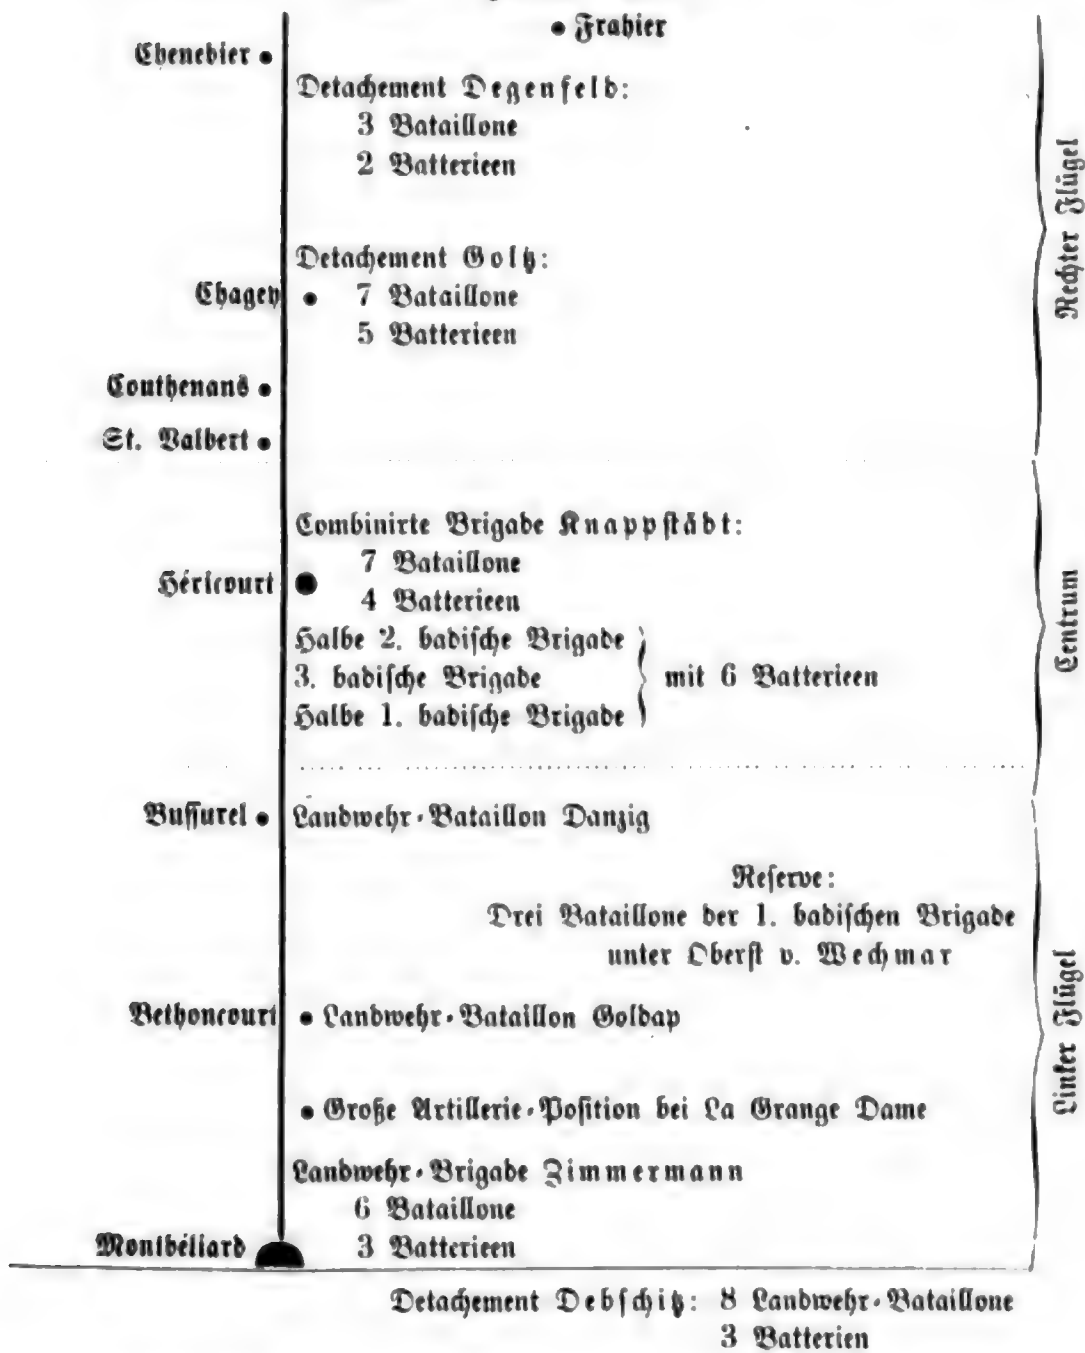 Frahier
Chenebier
Detachement Degenfeld:
3 Bataillone
2 Batterieen
Detachement Goltz:
Chagey 7 Bataillone
5 Batterieen
Couthenans
St. Valbert
Rechter Flügel
Combinirte Brigade Knappstädt:
7 Bataillone
Héricourt
4 Batterieen
Halbe 2. badische Brigade
3. badische Brigade mit 6 Batterieen
Halbe 1. badische Brigade
Centrum
Bussurel Landwehr-Bataillon Danzig
Reserve:
Drei Bataillone der 1. badischen Brigade
unter Oberst v. Wechmar
Bethoncourt Landwehr-Bataillon Goldap
Große Artillerie-Position bei La Grange Dame
Landwehr-Brigade Zimmermann
6 Bataillone
Montbéliard 3 Batterieen
Linker Flügel
Detachement Debschitz: 8 Landwehr-Bataillone
3 Batterien